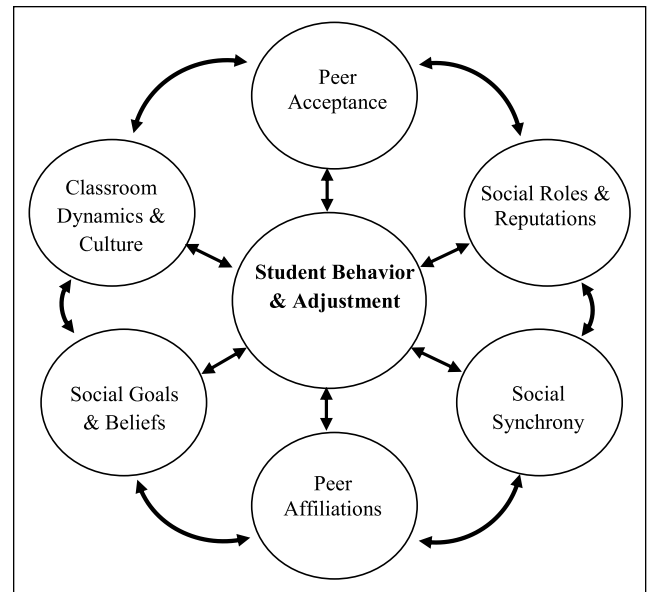 Peer
Acceptance
Classroom
Dynamics &
Culture
Social Roles &
Reputations
Student Behavior
& Adjustment
Social Goals
& Beliefs
Social
Synchrony
Peer
Affiliations